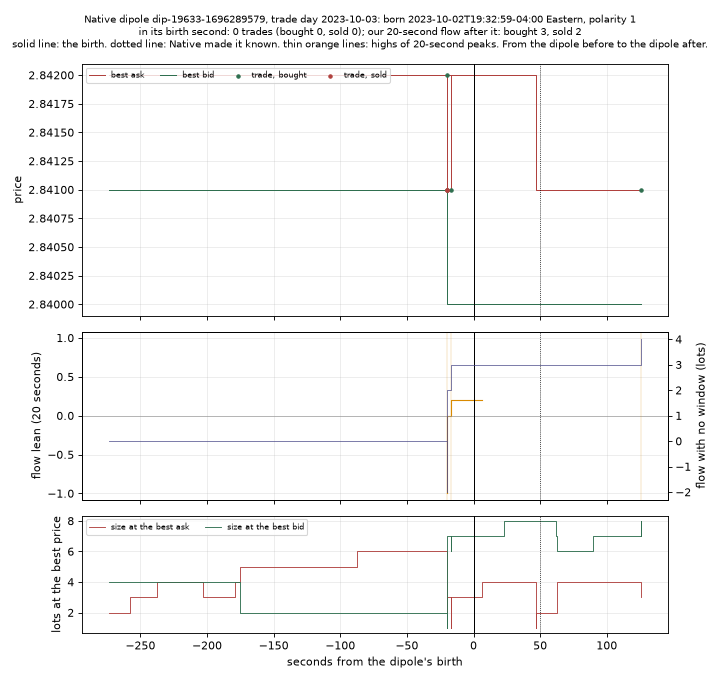 Native dipole dip-19633-1696289579, trade day 2023-10-03: born 2023-10-02T19:32:59-04:00 Eastern, polarity 1
in its birth second: 0 trades (bought 0, sold 0); our 20-second flow after it: bought 3, sold 2
solid line: the birth. dotted line: Native made it known. thin orange lines: highs of 20-second peaks. From the dipole before to the dipole after.
best ask
best bid
trade, bought
trade, sold
2.84200
2.84175
2.84150
2.84125
2.84100
2.84075
2.84050
2.84025
2.84000
price
1.0
0.5
0.0
−0.5
−1.0
flow lean (20 seconds)
4
3
2
1
0
−1
−2
flow with no window (lots)
size at the best ask
size at the best bid
8
6
4
2
lots at the best price
−250
−200
−150
−100
−50
0
50
100
seconds from the dipole's birth